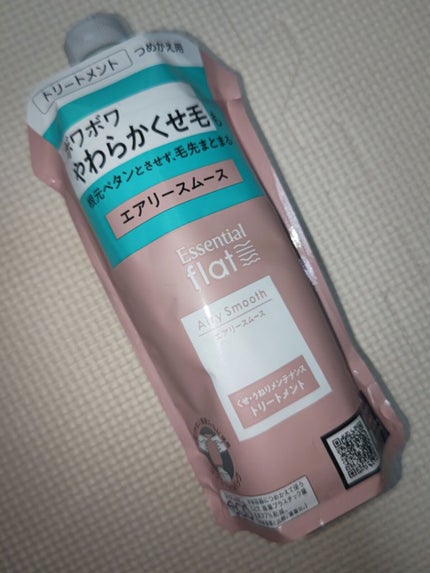 トリートメント つめかえ用
ボワボワ
やわらかくせ毛も
根元ペタンとさせず、毛先まとまる
エアリースムース
Essential
flat
Airy Smooth
エアリースムース
くせ・うねりメンテナンス
トリートメント